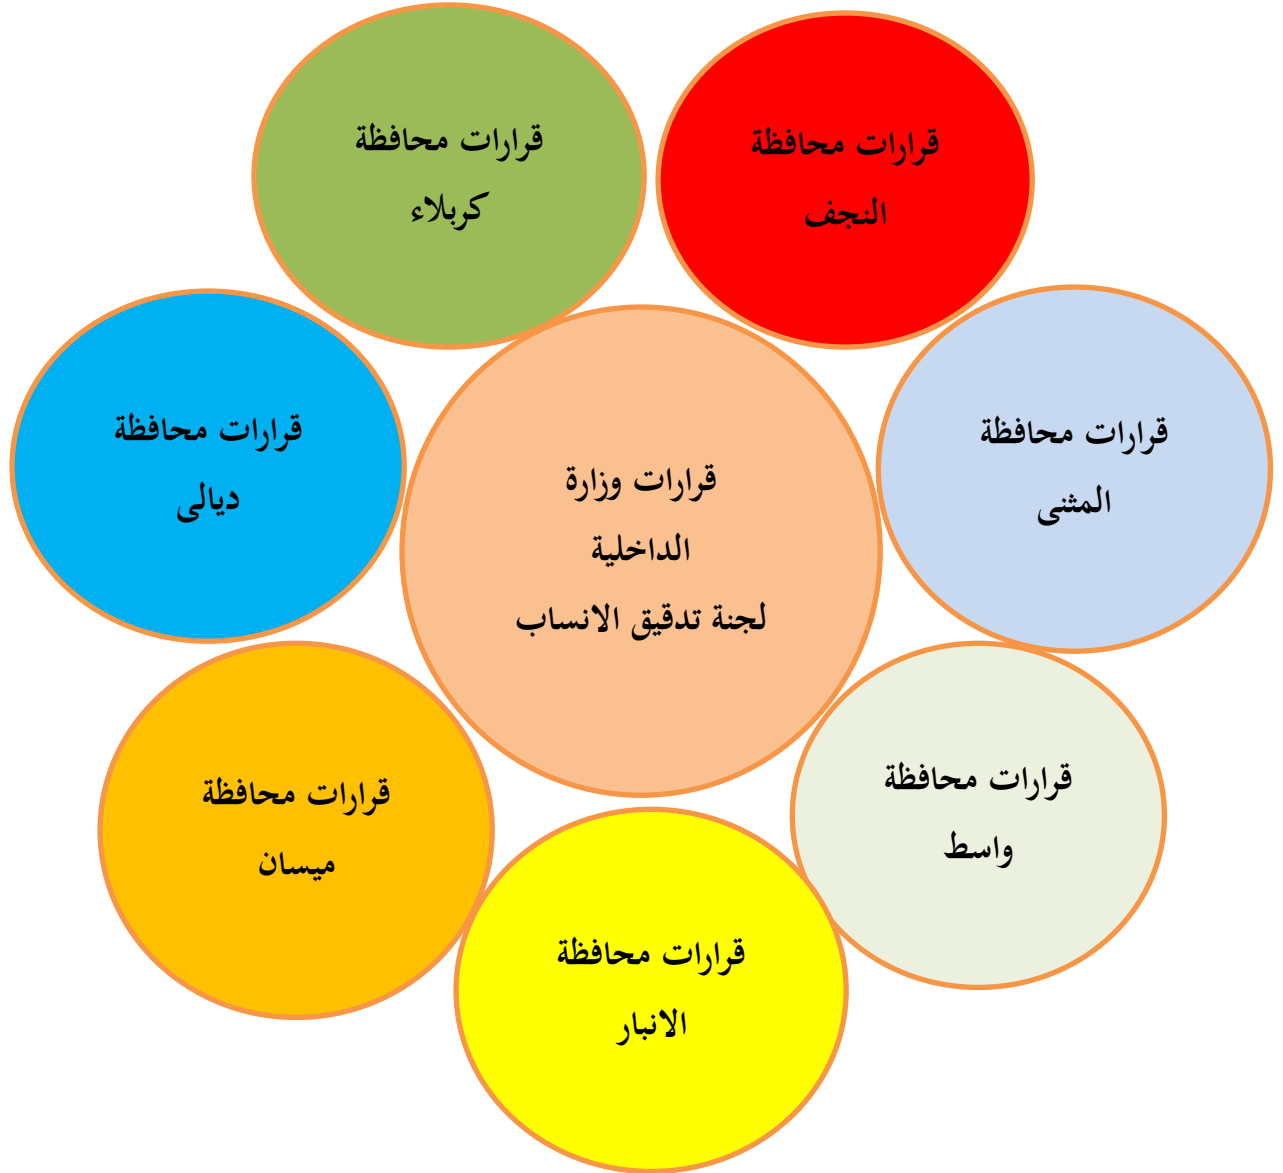 قرارات محافظة
النجف
قرارات محافظة
كربلاء
قرارات محافظة
المثنى
قرارات وزارة
الداخلية
لجنة تدقيق الانساب
قرارات محافظة
ديالى
قرارات محافظة
واسط
قرارات محافظة
ميسان
قرارات محافظة
الانبار